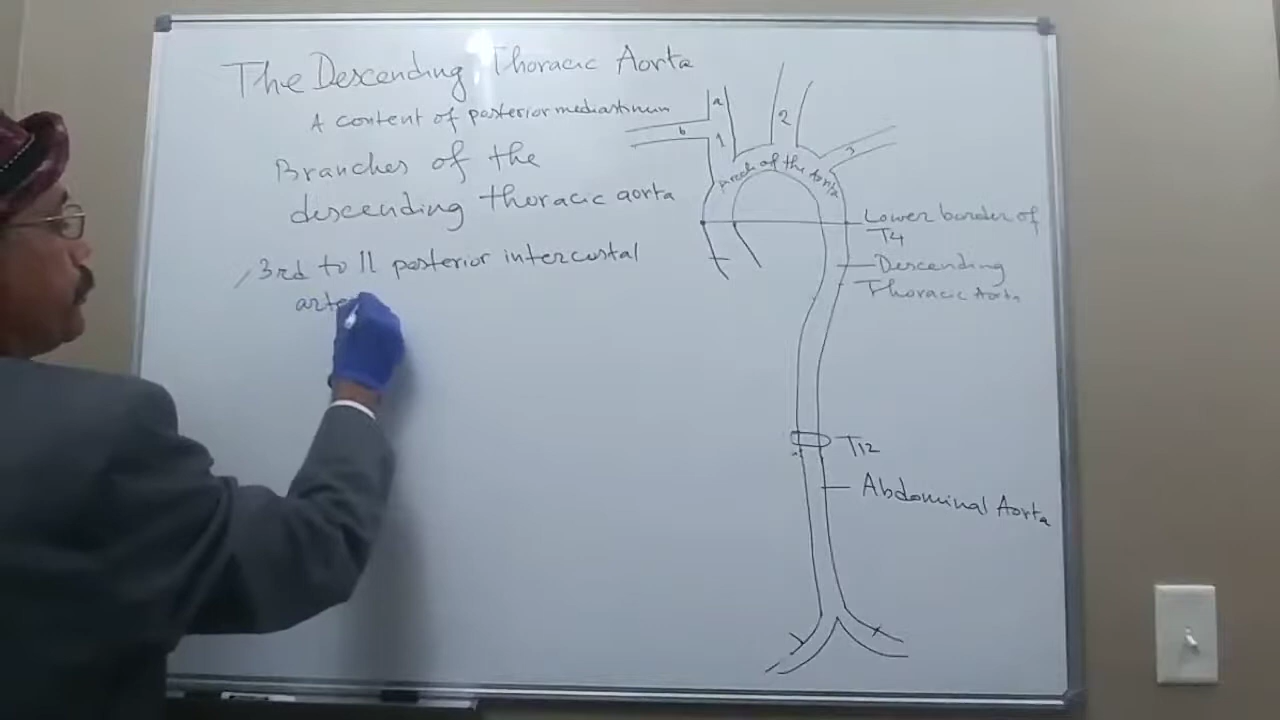 The Descending Thoracic Aorta
A content of posterior mediastinum
Branches of the
descending thoracic aorta
3rd to 11 posterior intercostal
arte
a
b
1
2
3
Arch of the Aorta
Lower border of
T4
Descending
Thoracic Aorta
T12
Abdominal Aorta